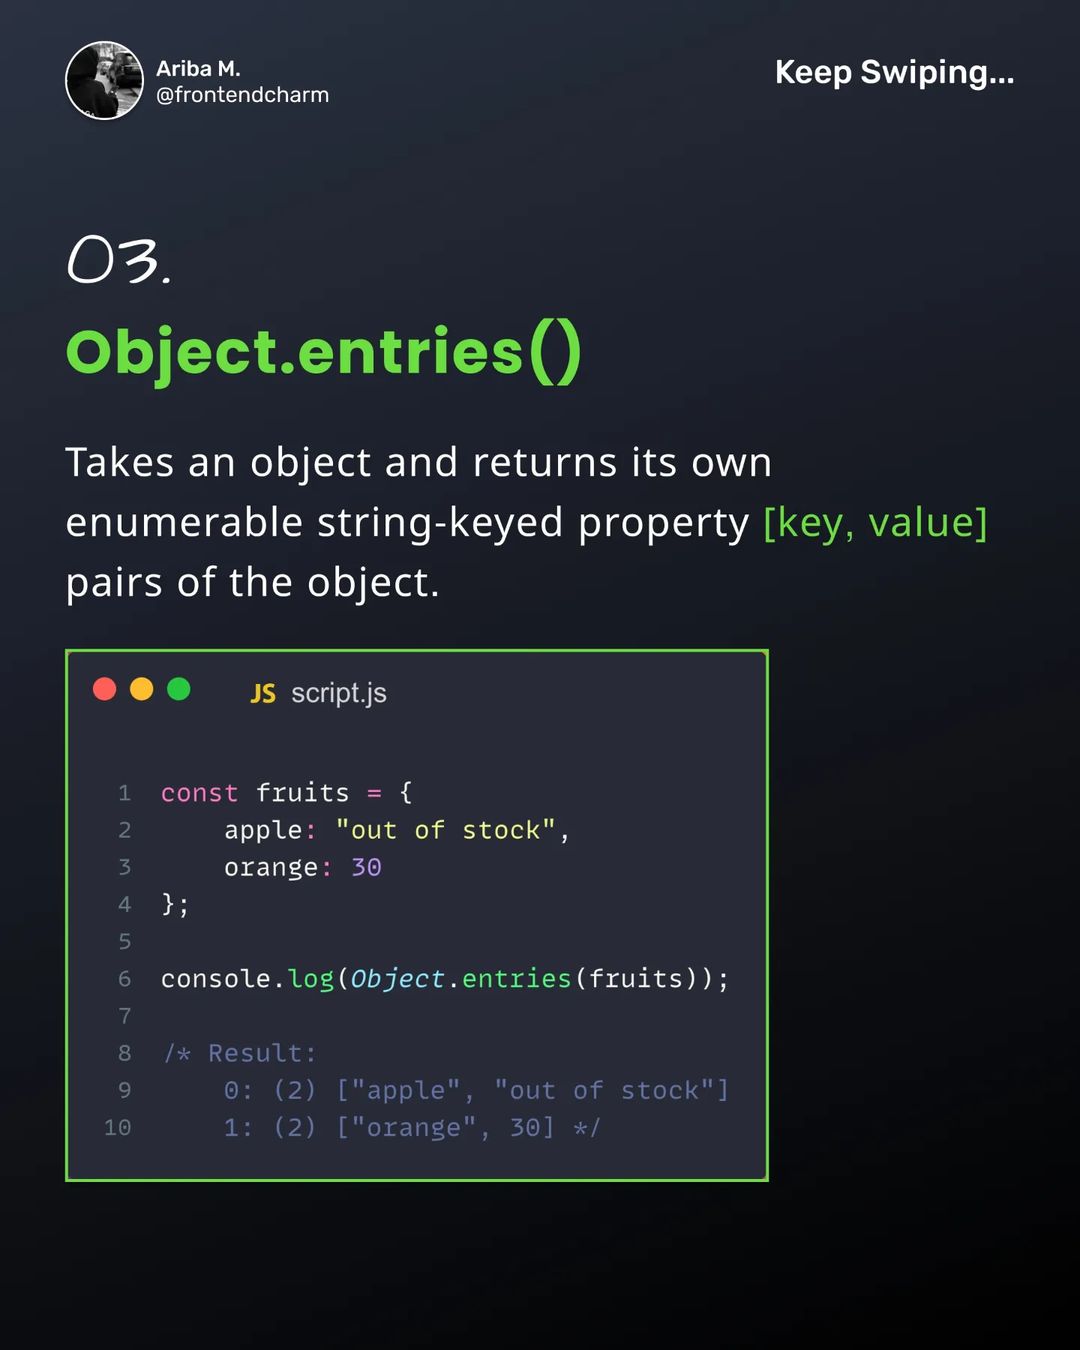 Ariba M.
@frontendcharm
Keep Swiping...
03.
Object.entries()
Takes an object and returns its own
enumerable string-keyed property [key, value]
pairs of the object.
JS script.js
1 const fruits = {
2     apple: "out of stock",
3     orange: 30
4 };
5
6 console.log(Object.entries(fruits));
7
8 /* Result:
9     0: (2) ["apple", "out of stock"]
10     1: (2) ["orange", 30] */